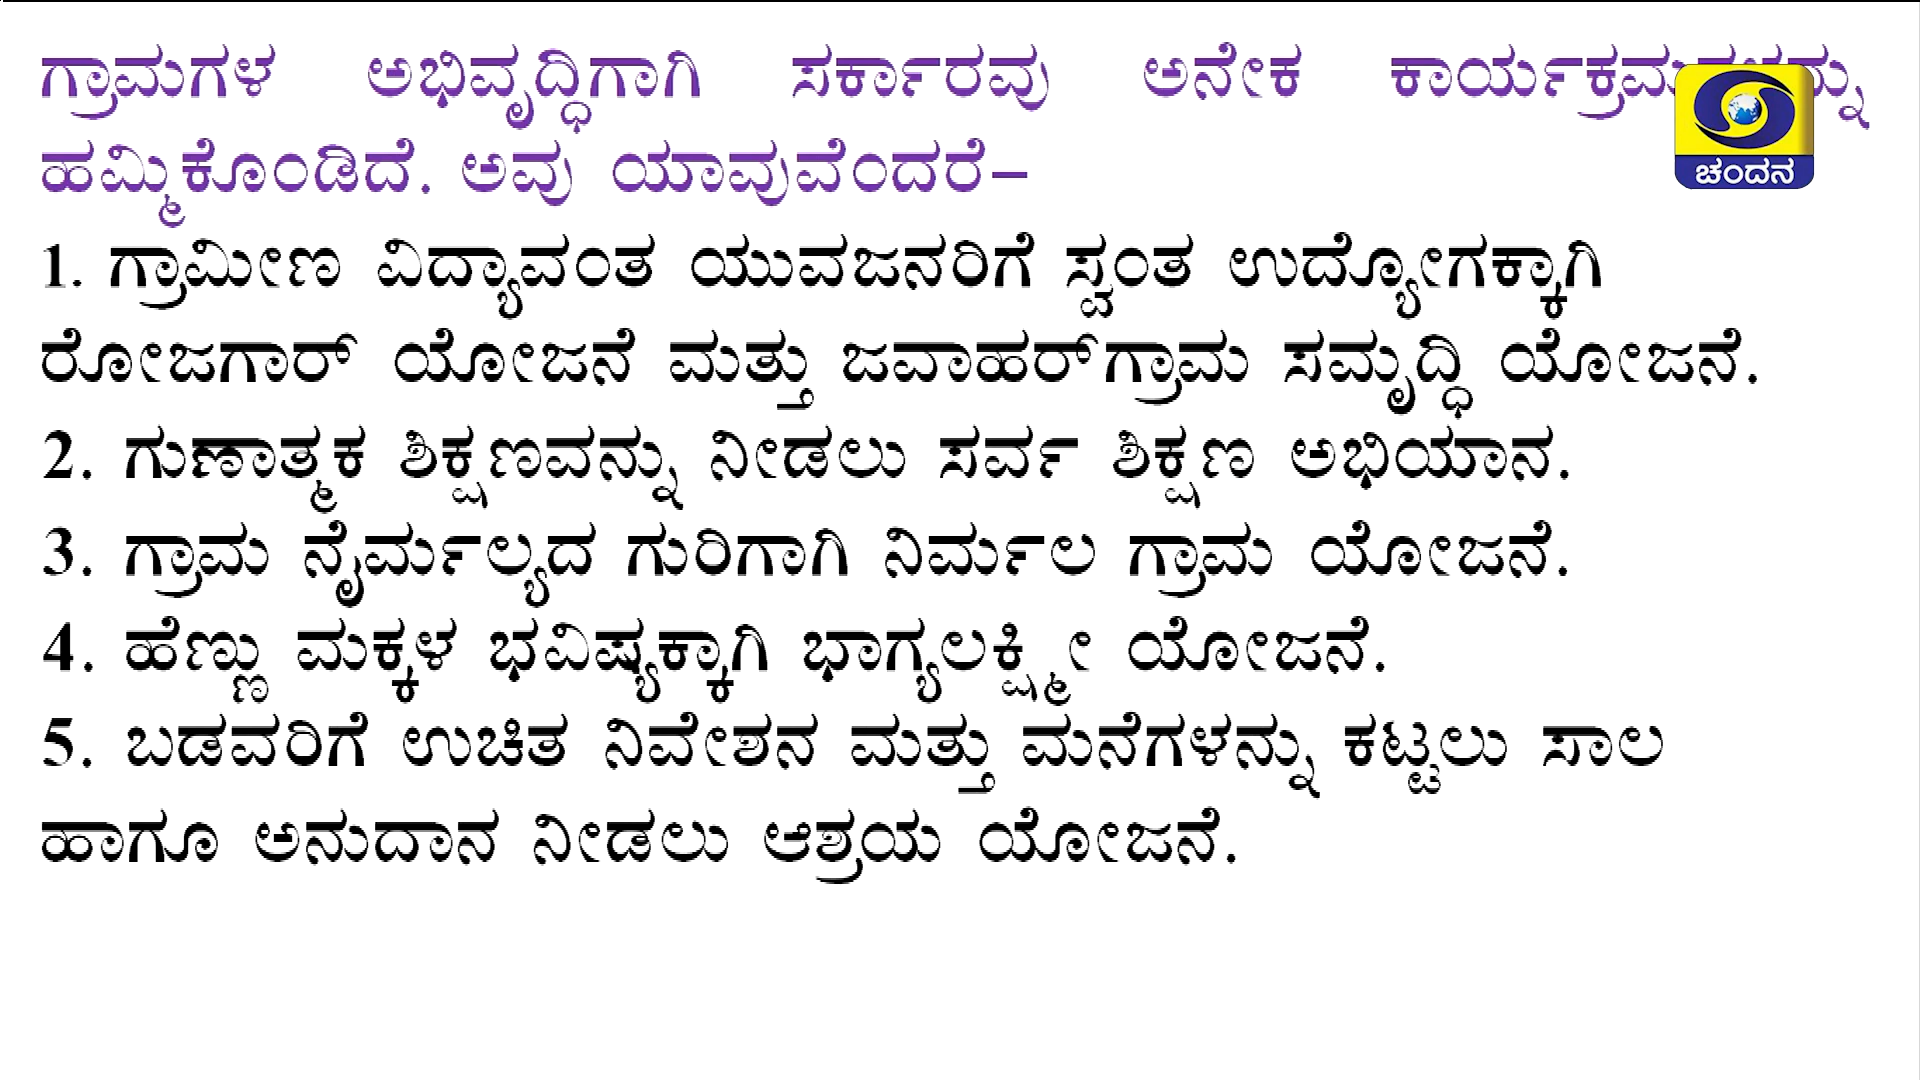 ಗ್ರಾಮಗಳ ಅಭಿವೃದ್ಧಿಗಾಗಿ ಸರ್ಕಾರವು ಅನೇಕ
ಹಮ್ಮಿಕೊಂಡಿದೆ. ಅವು ಯಾವುವೆಂದರೆ–
ಚಂದನ
1. ಗ್ರಾಮೀಣ ವಿದ್ಯಾವಂತ ಯುವಜನರಿಗೆ ಸ್ವಂತ ಉದ್ಯೋಗಕ್ಕಾಗಿ
ರೋಜಗಾರ್ ಯೋಜನೆ ಮತ್ತು ಜವಾಹರ್‌ಗ್ರಾಮ ಸಮೃದ್ಧಿ ಯೋಜನೆ.
2. ಗುಣಾತ್ಮಕ ಶಿಕ್ಷಣವನ್ನು ನೀಡಲು ಸರ್ವ ಶಿಕ್ಷಣ ಅಭಿಯಾನ.
3. ಗ್ರಾಮ ನೈರ್ಮಲ್ಯದ ಗುರಿಗಾಗಿ ನಿರ್ಮಲ ಗ್ರಾಮ ಯೋಜನೆ.
4. ಹೆಣ್ಣು ಮಕ್ಕಳ ಭವಿಷ್ಯಕ್ಕಾಗಿ ಭಾಗ್ಯಲಕ್ಷ್ಮೀ ಯೋಜನೆ.
5. ಬಡವರಿಗೆ ಉಚಿತ ನಿವೇಶನ ಮತ್ತು ಮನೆಗಳನ್ನು ಕಟ್ಟಲು ಸಾಲ
ಹಾಗೂ ಅನುದಾನ ನೀಡಲು ಆಶ್ರಯ ಯೋಜನೆ.